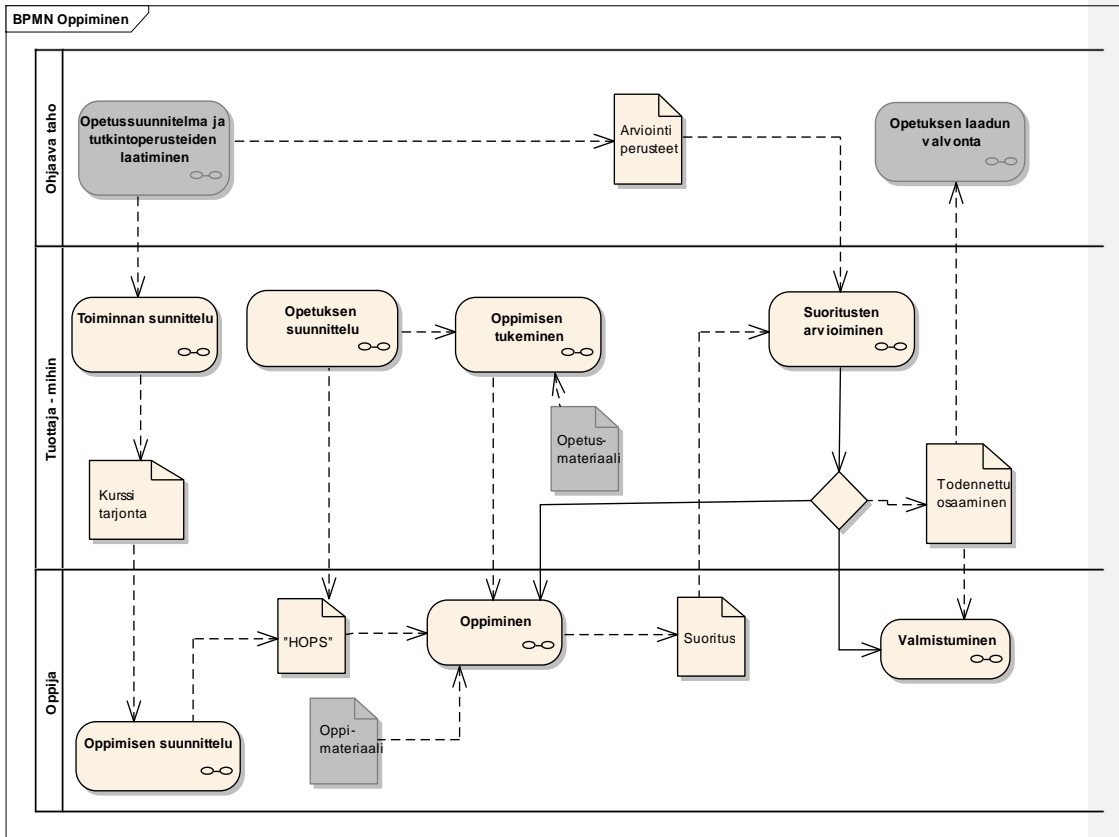 BPMN Oppiminen
Ohjaava taho
Opetussuunnitelma ja
tutkintoperusteiden
laatiminen
Arviointi
perusteet
Opetuksen laadun
valvonta
Tuottaja - mihin
Toiminnan sunnittelu
Opetuksen
suunnittelu
Oppimisen
tukeminen
Suoritusten
arvioiminen
Opetus-
materiaali
Kurssi
tarjonta
Todennettu
osaaminen
Oppija
"HOPS"
Oppiminen
Suoritus
Valmistuminen
Oppi-
materiaali
Oppimisen suunnittelu